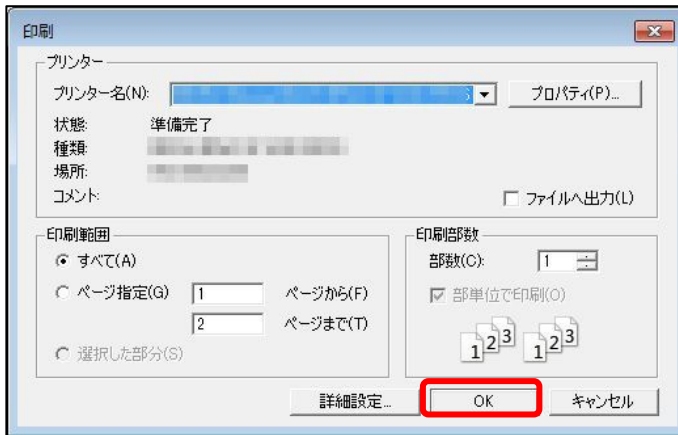 印刷
プリンター
プリンター名(N):
プロパティ(P)...
状態: 準備完了
種類:
場所:
コメント:
ファイルへ出力(L)
印刷範囲
すべて(A)
ページ指定(G) 1 ページから(F)
2 ページまで(T)
選択した部分(S)
印刷部数
部数(C): 1
部単位で印刷(O)
1 2 3 1 2 3
詳細設定... OK キャンセル